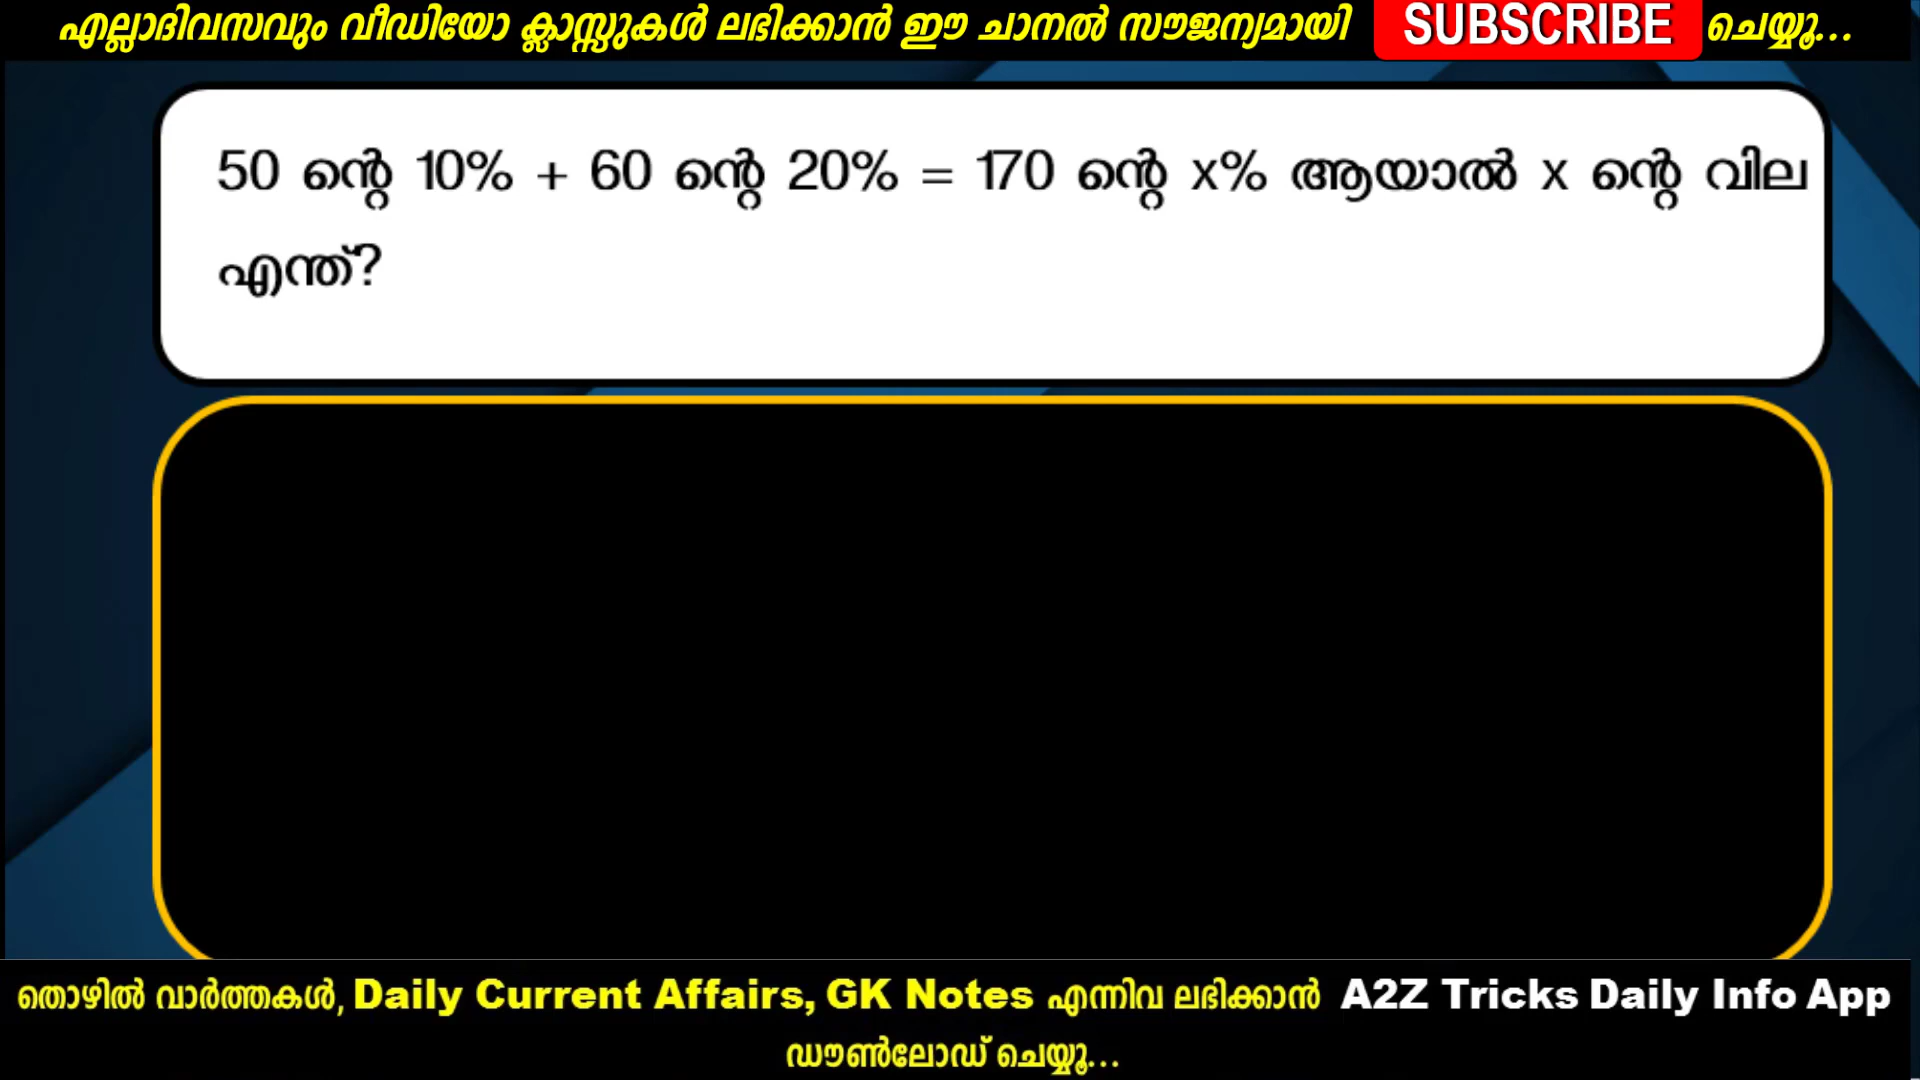 എല്ലാദിവസവും വീഡിയോ ക്ലാസ്സുകൾ ലഭിക്കാൻ ഈ ചാനൽ സൗജന്യമായി SUBSCRIBE ചെയ്യൂ...
50 ന്റെ 10% + 60 ന്റെ 20% = 170 ന്റെ x% ആയാൽ x ന്റെ വില
എന്ത്?
തൊഴിൽ വാർത്തകൾ, Daily Current Affairs, GK Notes എന്നിവ ലഭിക്കാൻ A2Z Tricks Daily Info App
ഡൗൺലോഡ് ചെയ്യൂ...